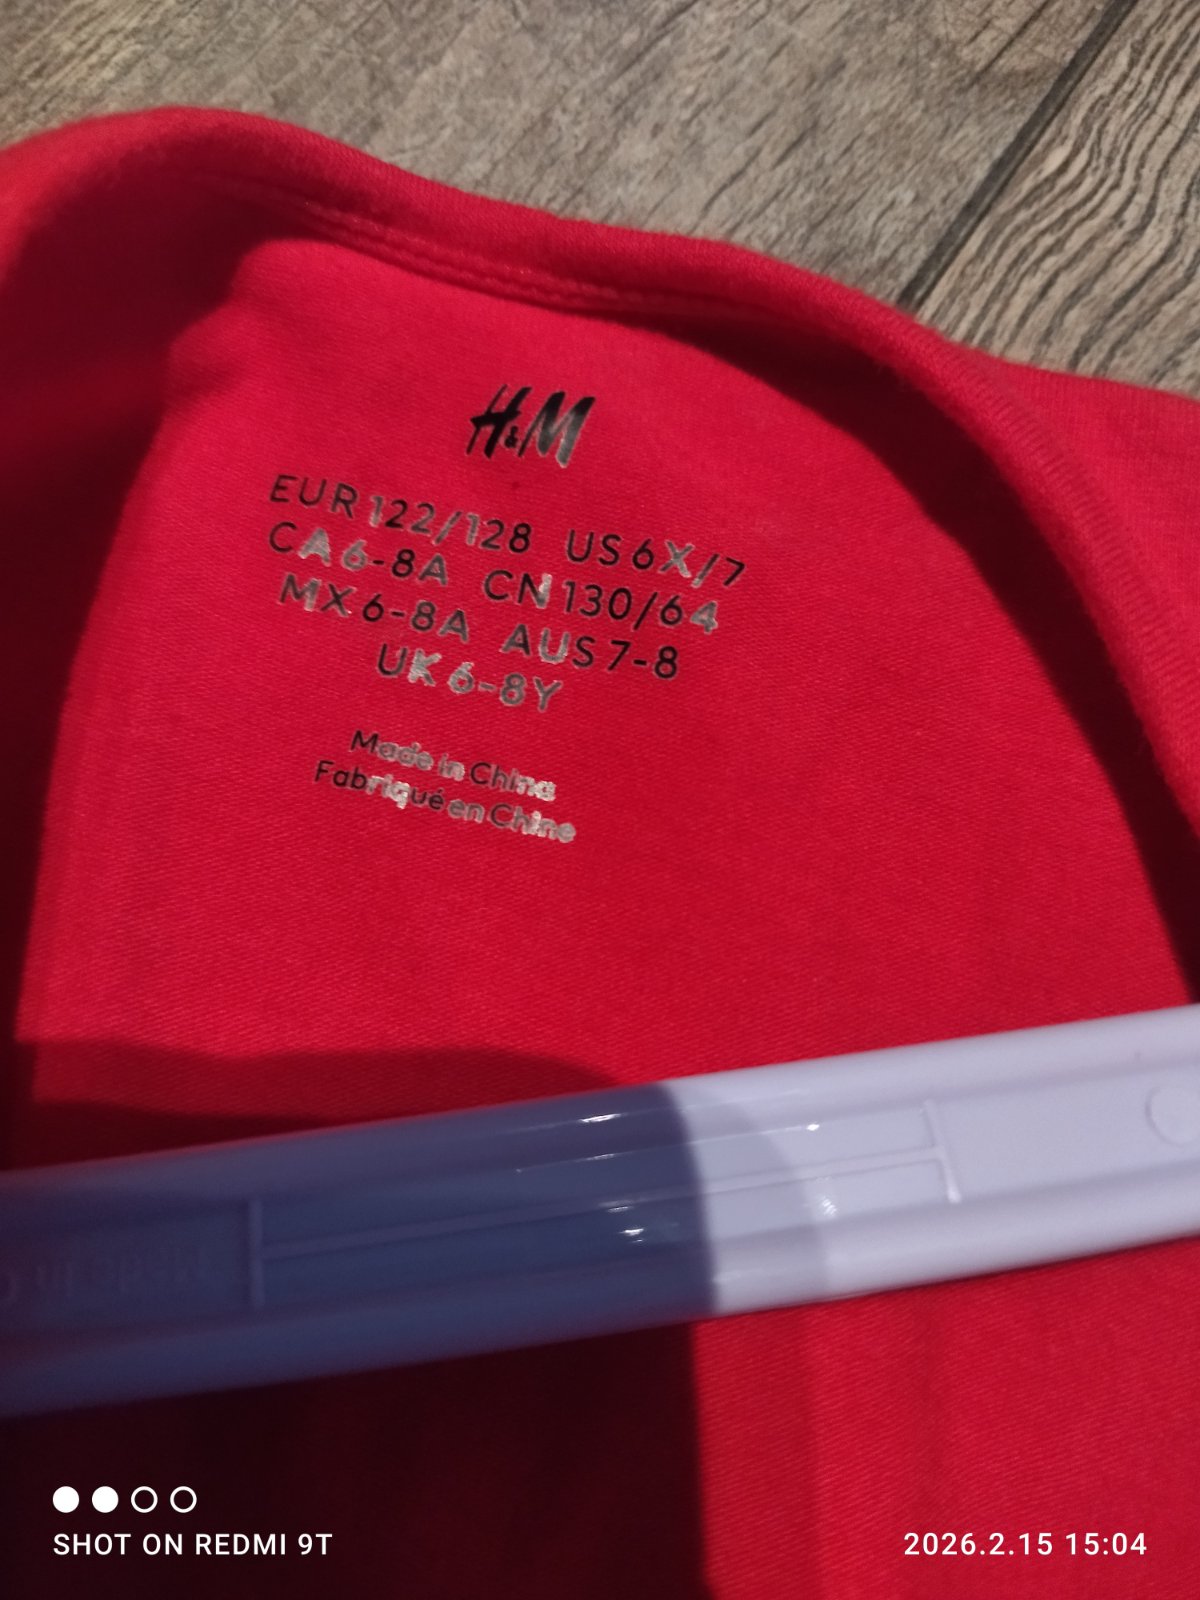 H&M
EUR 122/128 US 6X/7
CA 6-8A CN 130/64
MX 6-8A AUS 7-8
UK 6-8Y
Made in China
Fabriqué en Chine
SHOT ON REDMI 9T
2026.2.15 15:04